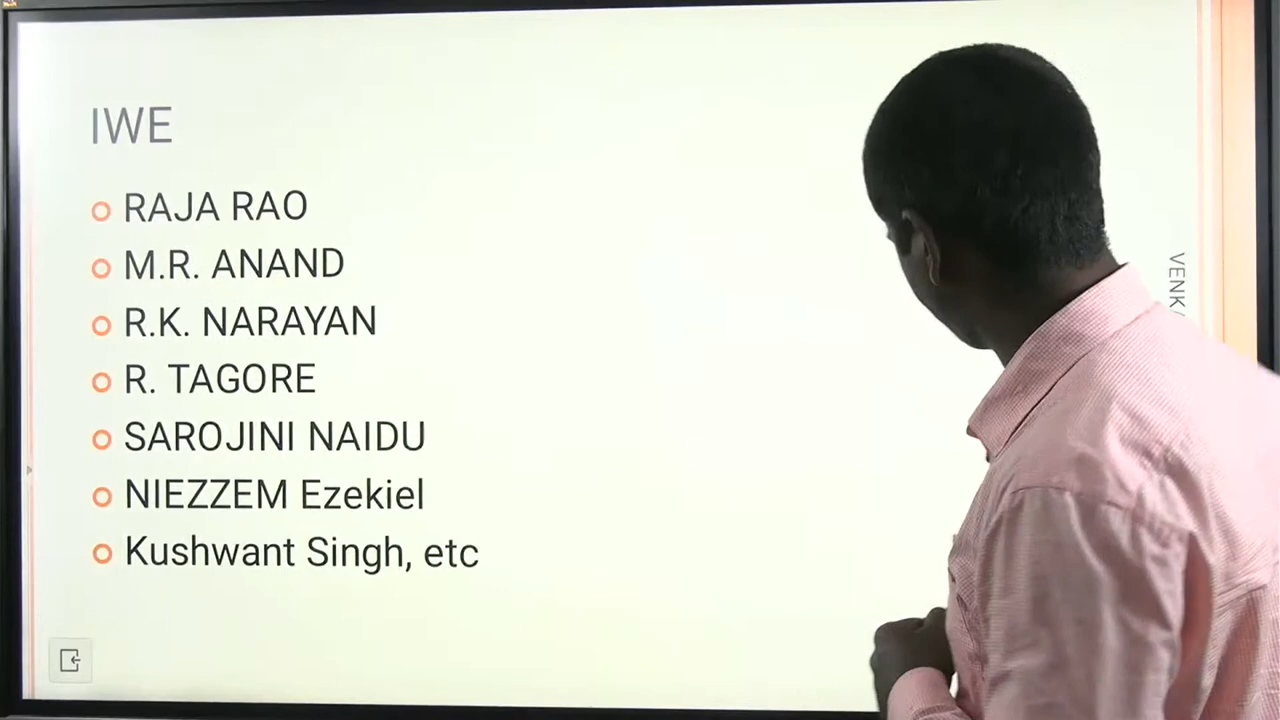 IWE
RAJA RAO
M.R. ANAND
R.K. NARAYAN
R. TAGORE
SAROJINI NAIDU
NIEZZEM Ezekiel
Kushwant Singh, etc